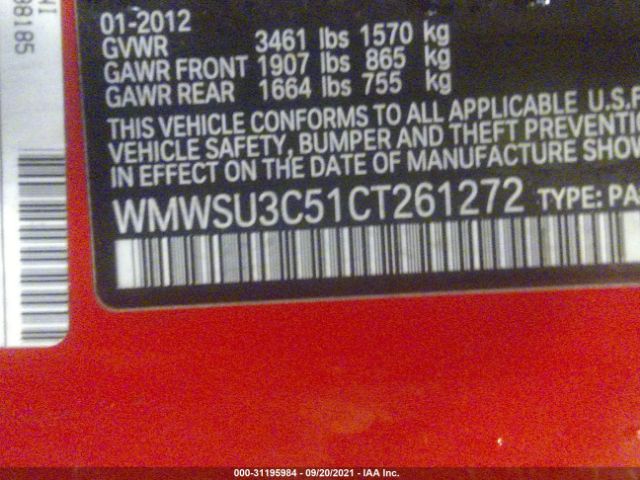 01-2012
GVWR 3461 lbs 1570 kg
GAWR FRONT 1907 lbs 865 kg
GAWR REAR 1664 lbs 755 kg
THIS VEHICLE CONFORMS TO ALL APPLICABLE U.S.F
VEHICLE SAFETY, BUMPER AND THEFT PREVENTIO
IN EFFECT ON THE DATE OF MANUFACTURE SHOW
WMWSU3C51CT261272 TYPE: PA
98185
000-31195984 - 09/20/2021 - IAA Inc.